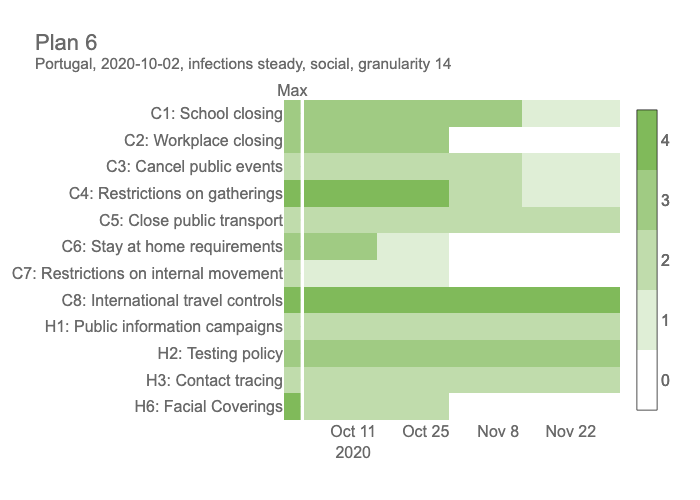 Plan 6
Portugal, 2020-10-02, infections steady, social, granularity 14
Max
C1: School closing
C2: Workplace closing
C3: Cancel public events
C4: Restrictions on gatherings
C5: Close public transport
C6: Stay at home requirements
C7: Restrictions on internal movement
C8: International travel controls
H1: Public information campaigns
H2: Testing policy
H3: Contact tracing
H6: Facial Coverings
Oct 11 Oct 25 Nov 8 Nov 22
2020
4
3
2
1
0